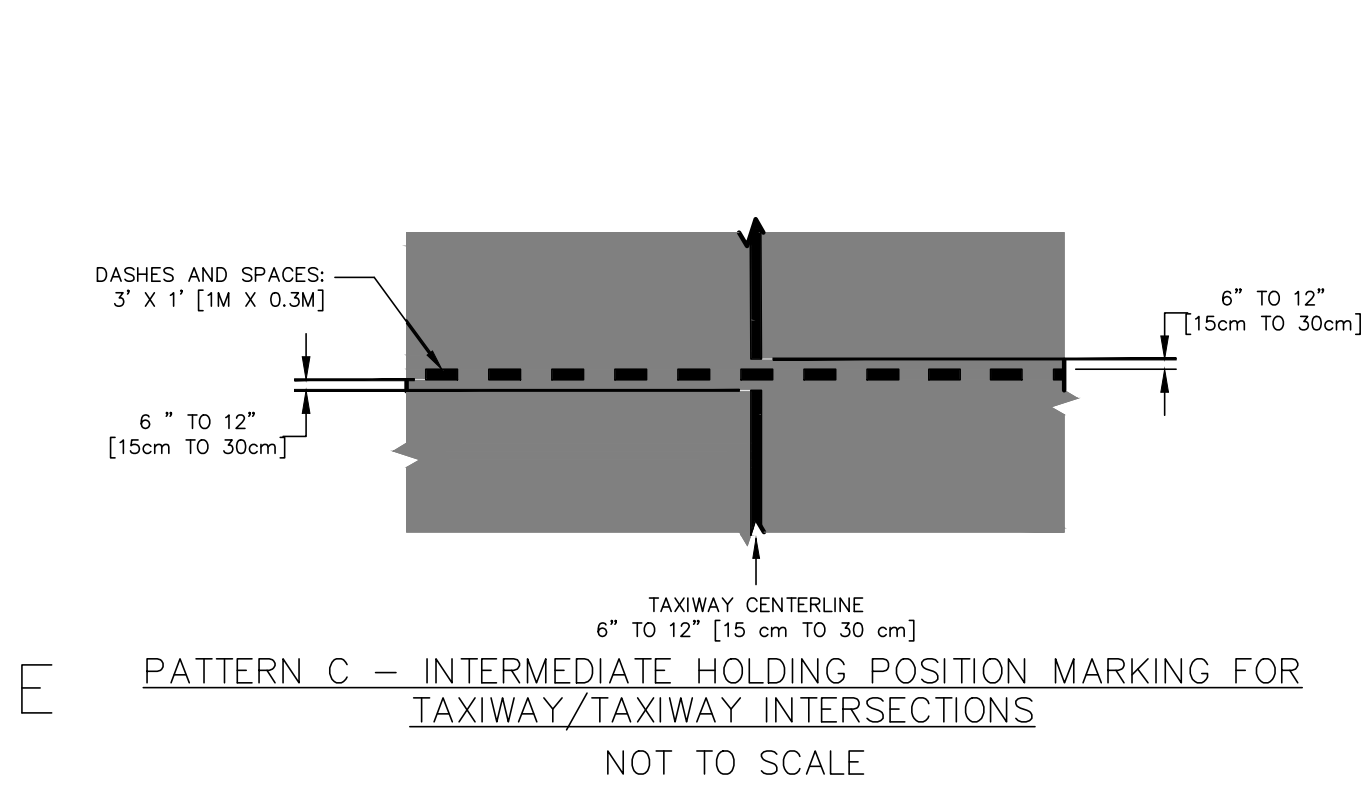 DASHES AND SPACES:
3' X 1' [1M X 0.3M]
6" TO 12"
[15cm TO 30cm]
6 " TO 12"
[15cm TO 30cm]
TAXIWAY CENTERLINE
6" TO 12" [15 cm TO 30 cm]
E
PATTERN C – INTERMEDIATE HOLDING POSITION MARKING FOR
TAXIWAY/TAXIWAY INTERSECTIONS
NOT TO SCALE